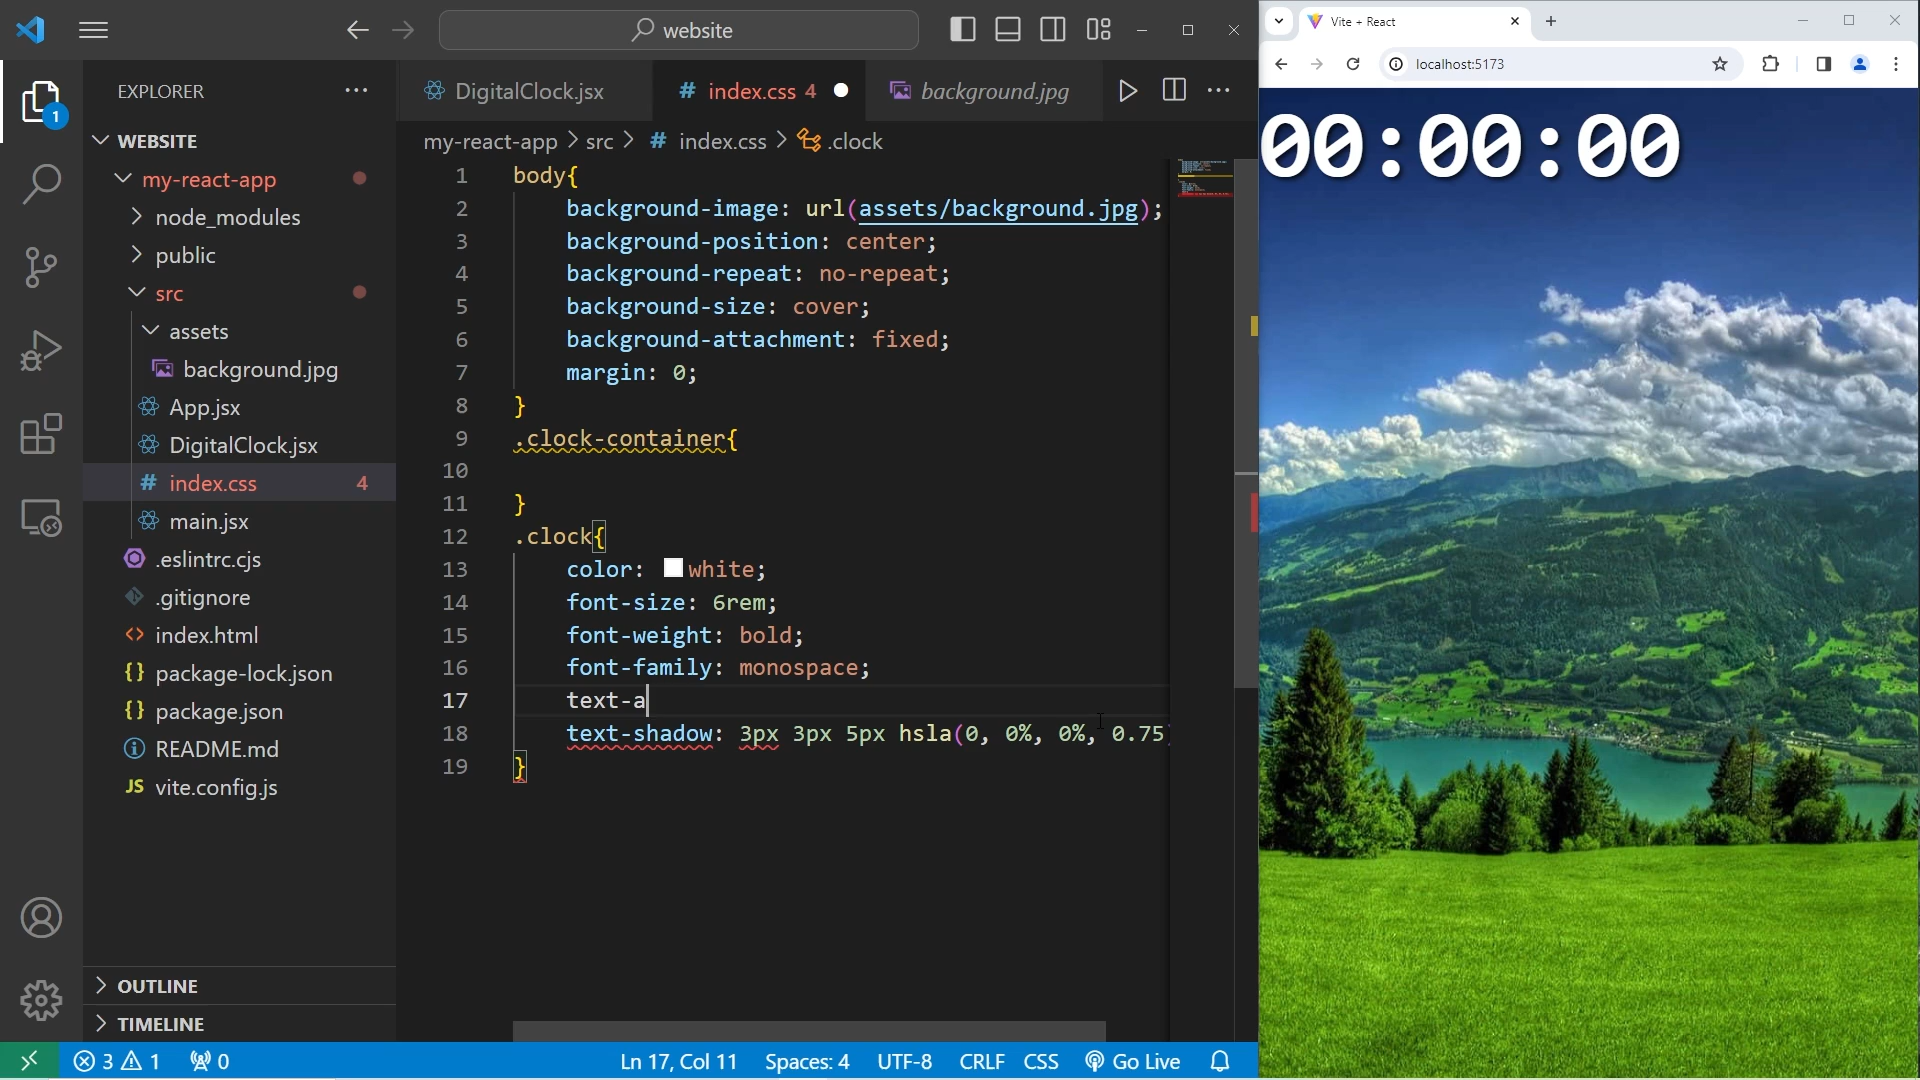 website
Vite + React
localhost:5173
EXPLORER
DigitalClock.jsx
# index.css 4
background.jpg
1
WEBSITE
my-react-app > src > # index.css > .clock
00:00:00
my-react-app
node_modules
public
src
assets
background.jpg
App.jsx
DigitalClock.jsx
# index.css 4
main.jsx
.eslintrc.cjs
.gitignore
index.html
{} package-lock.json
{} package.json
README.md
JS vite.config.js
OUTLINE
TIMELINE
1 body{
2 background-image: url(assets/background.jpg);
3 background-position: center;
4 background-repeat: no-repeat;
5 background-size: cover;
6 background-attachment: fixed;
7 margin: 0;
8 }
9 .clock-container{
10
11 }
12 .clock{
13 color: white;
14 font-size: 6rem;
15 font-weight: bold;
16 font-family: monospace;
17 text-a
18 text-shadow: 3px 3px 5px hsla(0, 0%, 0%, 0.75)
19 }
3 1 0 Ln 17, Col 11 Spaces: 4 UTF-8 CRLF CSS Go Live